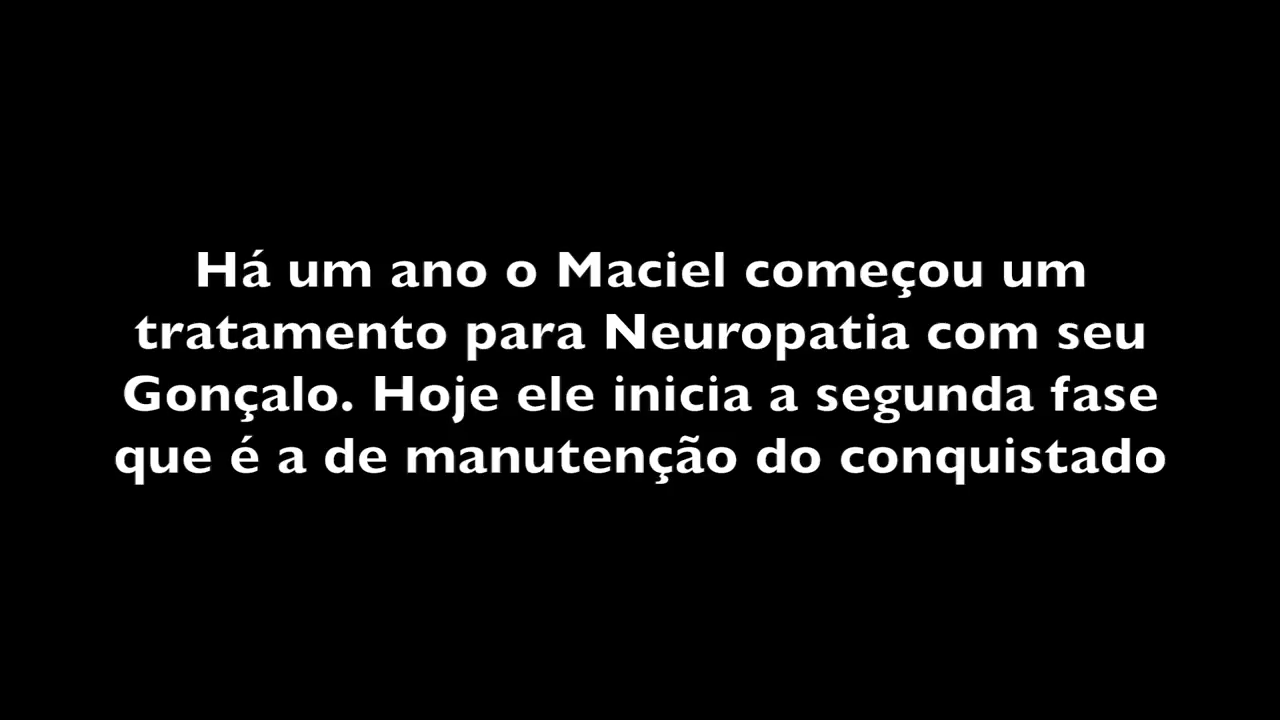 Há um ano o Maciel começou um
tratamento para Neuropatia com seu
Gonçalo. Hoje ele inicia a segunda fase
que é a de manutenção do conquistado